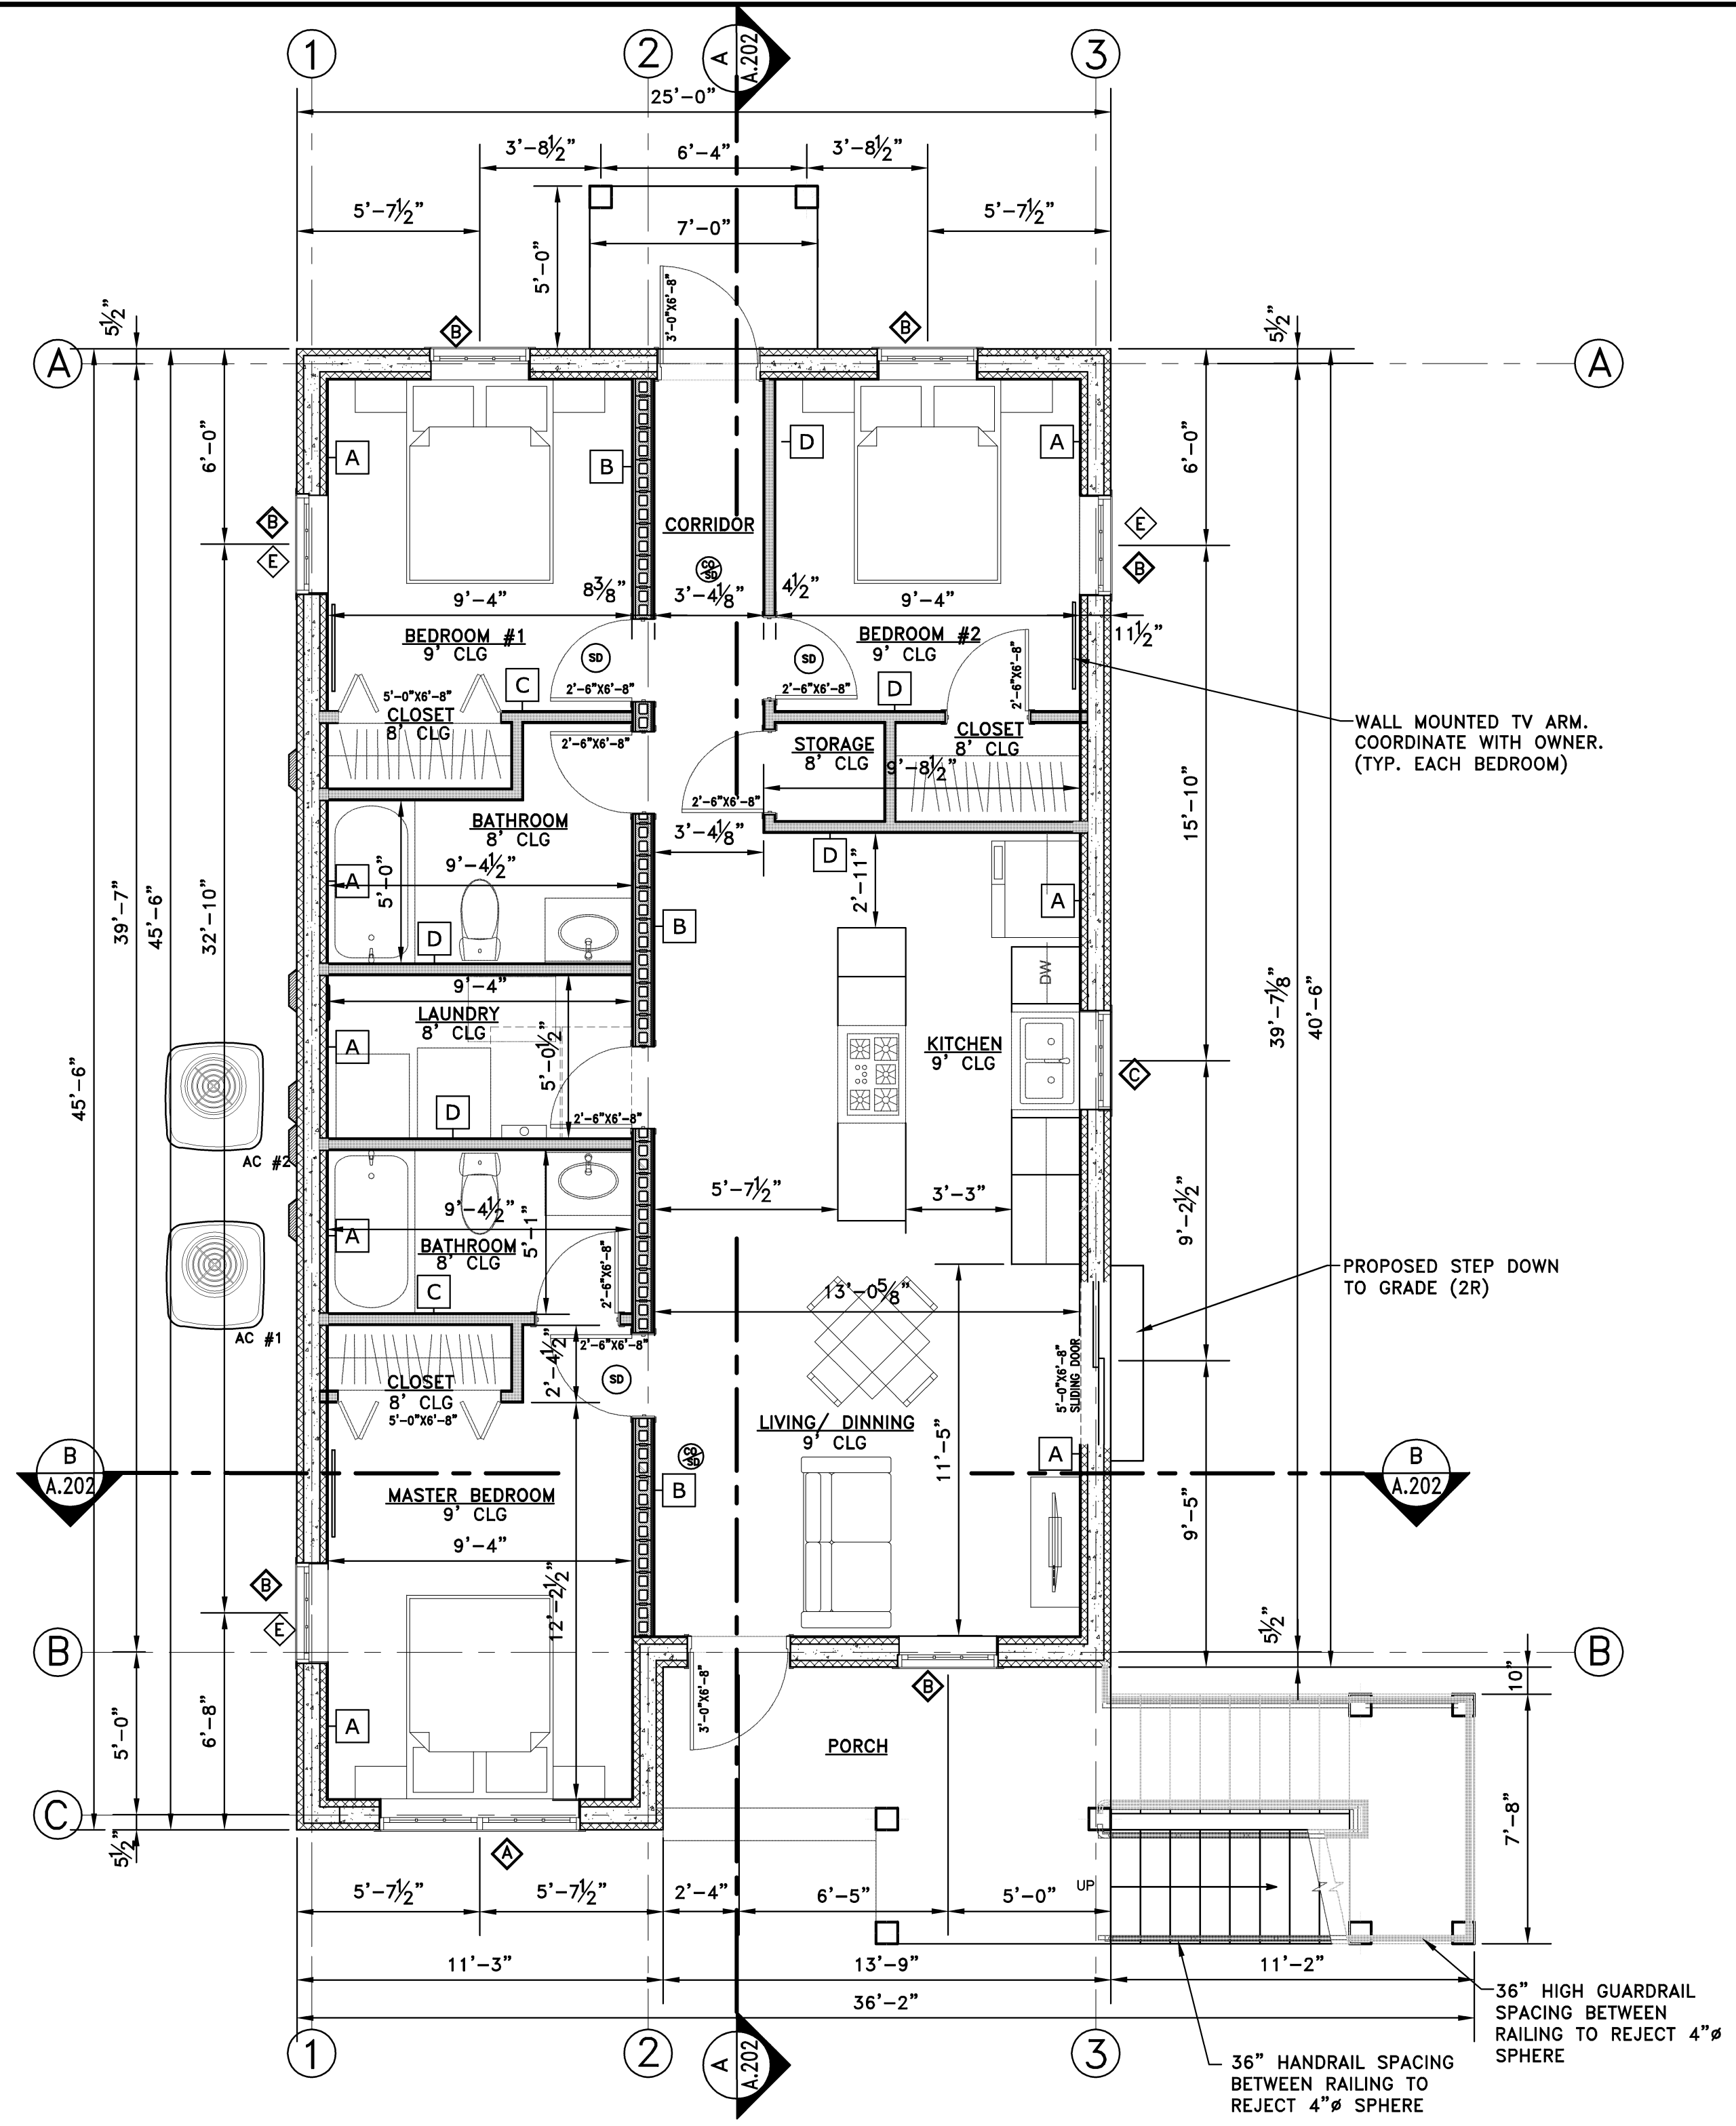 1
2
A
A.202
3
25'-0"
3'-8½"
6'-4"
3'-8½"
5'-7½"
7'-0"
5'-7½"
5'-0"
3'-0"X6'-8"
5½"
5½"
B
B
A
A
6'-0"
6'-0"
A
B
D
A
CORRIDOR
B
E
E
B
CO
SD
8⅜"
4½"
9'-4"
3'-4⅛"
9'-4"
11½"
BEDROOM #1
9' CLG
BEDROOM #2
9' CLG
SD
SD
C
D
5'-0"X6'-8"
2'-6"X6'-8"
2'-6"X6'-8"
2'-6"X6'-8"
CLOSET
8' CLG
2'-6"X6'-8"
STORAGE
8' CLG
CLOSET
8' CLG
9'-8½"
WALL MOUNTED TV ARM.
COORDINATE WITH OWNER.
(TYP. EACH BEDROOM)
2'-6"X6'-8"
BATHROOM
8' CLG
3'-4⅛"
D
15'-10"
9'-4½"
A
5'-0"
2'-11"
A
39'-7"
45'-6"
32'-10"
B
D
DW
9'-4"
LAUNDRY
8' CLG
A
5'-0½"
KITCHEN
9' CLG
39'-7⅛"
40'-6"
C
45'-6"
D
2'-6"X6'-8"
AC #2
5'-7½"
3'-3"
9'-4½"
A
5'-1"
9'-2½"
BATHROOM
8' CLG
2'-6"X6'-8"
C
13'-0⅝"
PROPOSED STEP DOWN
TO GRADE (2R)
AC #1
2'-6"X6'-8"
2'-4½"
SD
CLOSET
8' CLG
5'-0"X6'-8"
5'-0"X6'-8"
SLIDING DOOR
LIVING/ DINNING
9' CLG
11'-5"
CO
SD
A
B
A.202
B
A.202
B
MASTER BEDROOM
9' CLG
9'-5"
9'-4"
12'-2½"
B
E
5½"
B
B
10"
B
3'-0"X6'-8"
5'-0"
6'-8"
A
PORCH
C
5½"
7'-8"
A
5'-7½"
5'-7½"
2'-4"
6'-5"
5'-0"
UP
11'-3"
13'-9"
11'-2"
36'-2"
36" HIGH GUARDRAIL
SPACING BETWEEN
RAILING TO REJECT 4"ø
SPHERE
1
2
A
A.202
3
36" HANDRAIL SPACING
BETWEEN RAILING TO
REJECT 4"ø SPHERE